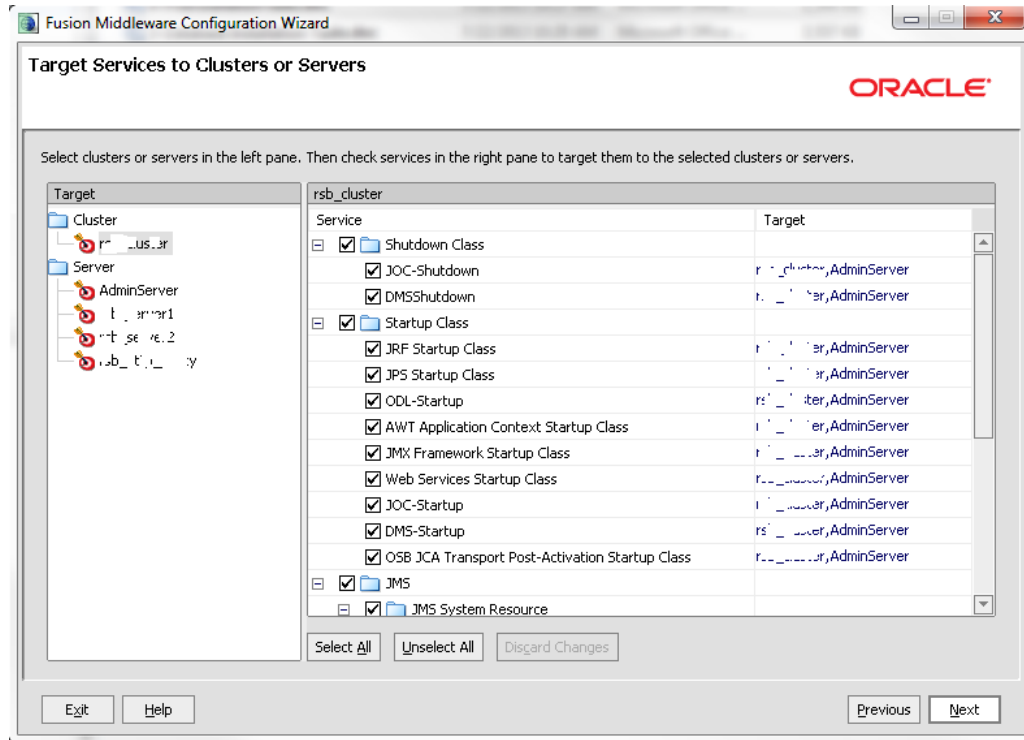 Fusion Middleware Configuration Wizard
Target Services to Clusters or Servers
ORACLE
Select clusters or servers in the left pane. Then check services in the right pane to target them to the selected clusters or servers.
Target
Cluster
Server
AdminServer
rsb_cluster
Service Target
Shutdown Class
JOC-Shutdown ,AdminServer
DMSShutdown ,AdminServer
Startup Class
JRF Startup Class ,AdminServer
JPS Startup Class ,AdminServer
ODL-Startup ,AdminServer
AWT Application Context Startup Class ,AdminServer
JMX Framework Startup Class ,AdminServer
Web Services Startup Class ,AdminServer
JOC-Startup ,AdminServer
DMS-Startup ,AdminServer
OSB JCA Transport Post-Activation Startup Class ,AdminServer
JMS
JMS System Resource
Select All Unselect All Discard Changes
Exit Help Previous Next